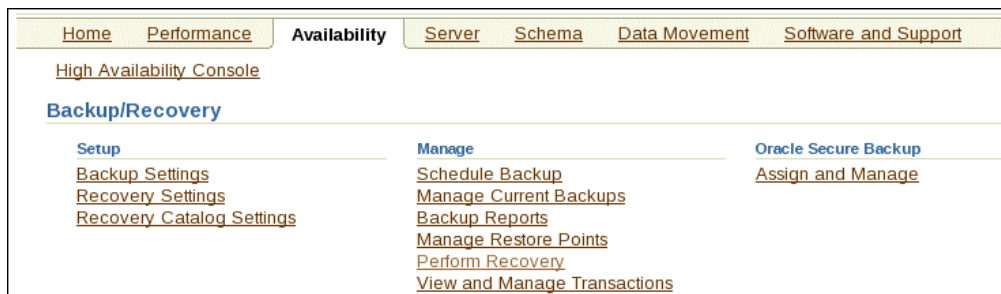 Home Performance Availability Server Schema Data Movement Software and Support
High Availability Console
Backup/Recovery
Setup Manage Oracle Secure Backup
Backup Settings Schedule Backup Assign and Manage
Recovery Settings Manage Current Backups
Recovery Catalog Settings Backup Reports
Manage Restore Points
Perform Recovery
View and Manage Transactions